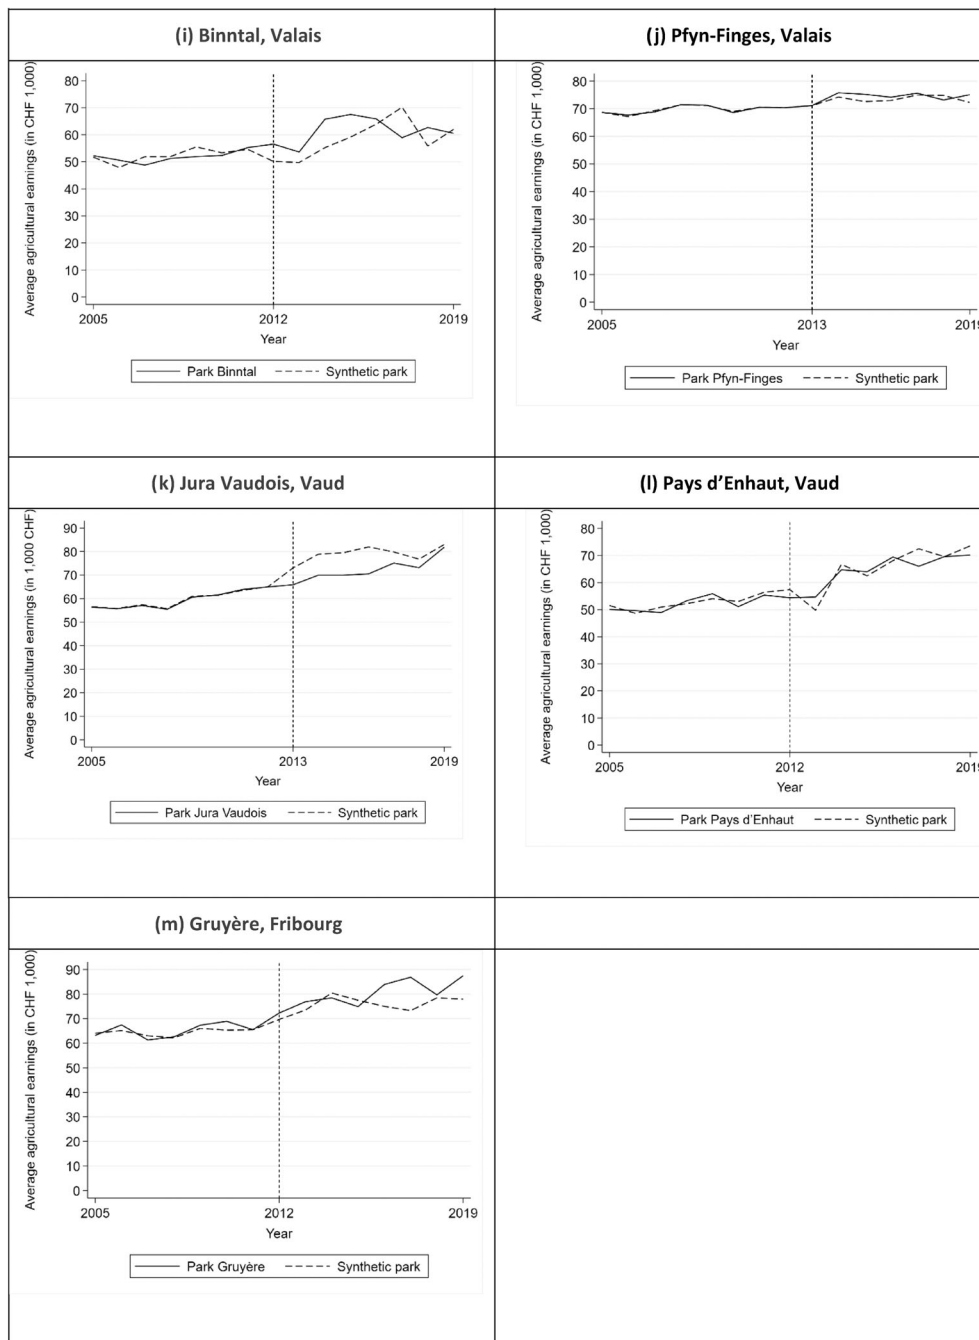 (i) Binntal, Valais
(j) Pfyn-Finges, Valais
Average agricultural earnings (in CHF 1,000)
80
70
60
50
40
30
20
10
0
2005
2012
2019
Year
Park Binntal
Synthetic park
Average agricultural earnings (in CHF 1,000)
80
70
60
50
40
30
20
10
0
2005
2013
2019
Year
Park Pfyn-Finges
Synthetic park
(k) Jura Vaudois, Vaud
(l) Pays d’Enhaut, Vaud
Average agricultural earnings (in 1,000 CHF)
90
80
70
60
50
40
30
20
10
0
2005
2013
2019
Year
Park Jura Vaudois
Synthetic park
Average agricultural earnings (in CHF 1,000)
80
70
60
50
40
30
20
10
0
2005
2012
2019
Year
Park Pays d’Enhaut
Synthetic park
(m) Gruyère, Fribourg
Average agricultural earnings (in CHF 1,000)
90
80
70
60
50
40
30
20
10
0
2005
2012
2019
Year
Park Gruyère
Synthetic park